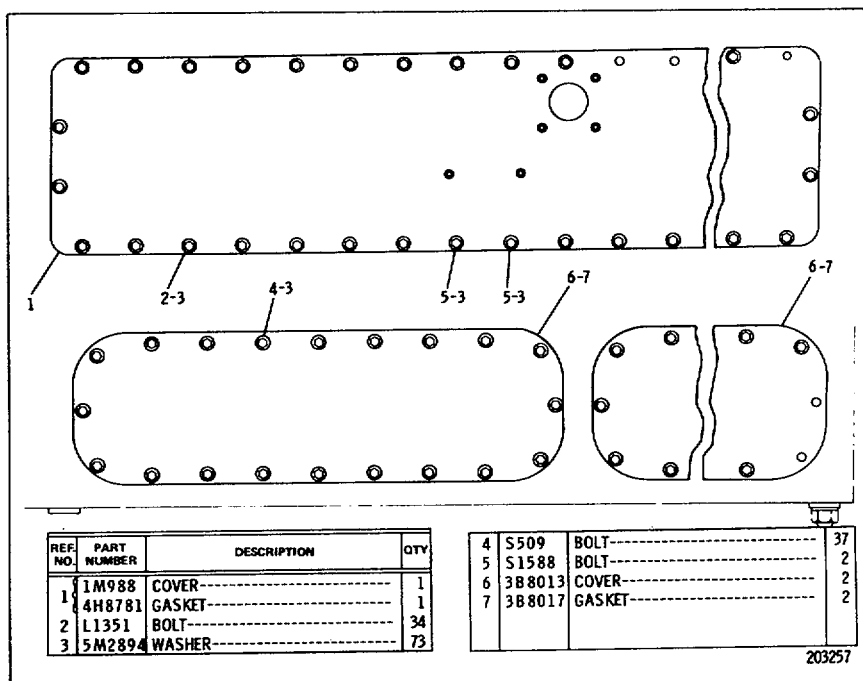 1
2-3
4-3
5-3
5-3
6-7
6-7
REF. NO. PART NUMBER DESCRIPTION QTY
1 1M988 COVER 1
4H8781 GASKET 1
2 L1351 BOLT 34
3 5M2894 WASHER 73
4 S509 BOLT 37
5 S1588 BOLT 2
6 3B8013 COVER 2
7 3B8017 GASKET 2
203257